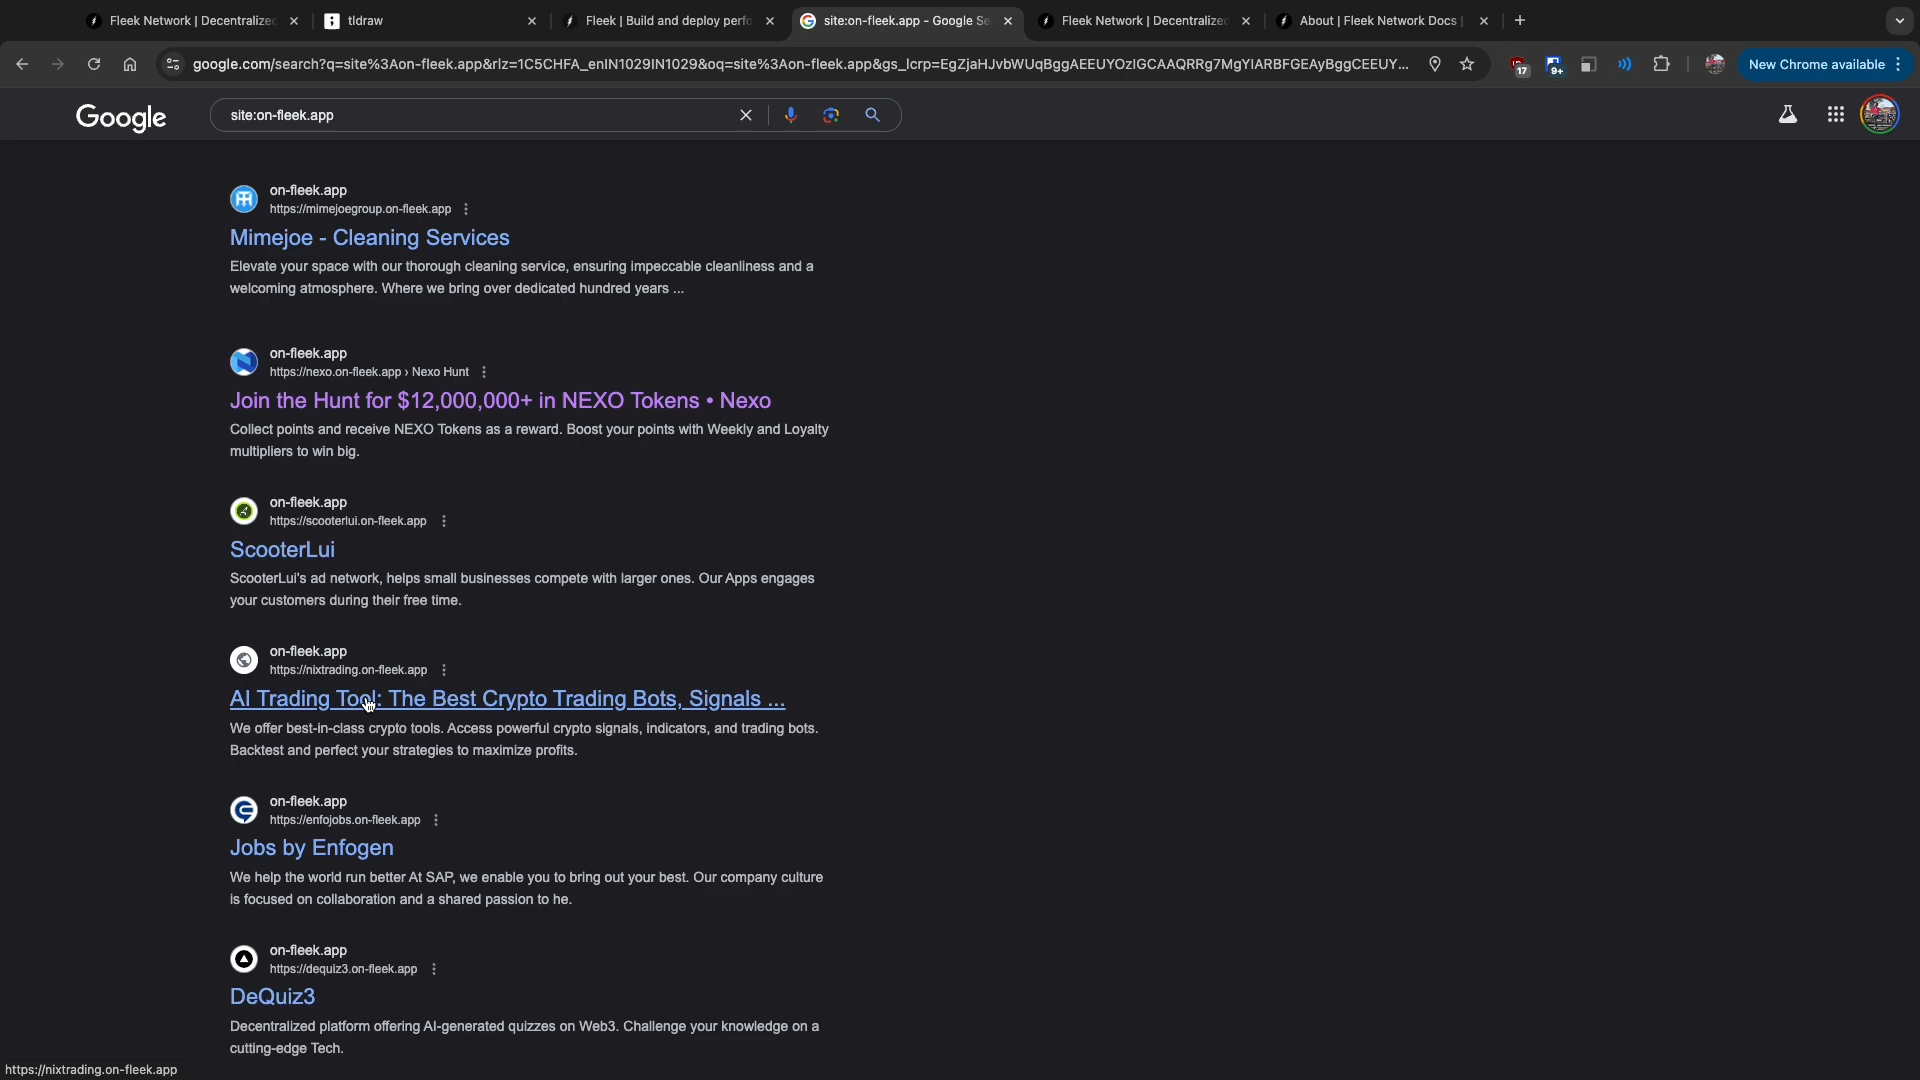 Fleek Network | Decentralized
tldraw
Fleek | Build and deploy perfo
site:on-fleek.app - Google Se
Fleek Network | Decentralized
About | Fleek Network Docs |
google.com/search?q=site%3Aon-fleek.app&rlz=1C5CHFA_enIN1029IN1029&oq=site%3Aon-fleek.app&gs_lcrp=EgZjaHJvbWUqBggAEEUYOzIGCAAQRRg7MgYIARBFGEAyBggCEEUY...
17
9+
New Chrome available
Google
site:on-fleek.app
on-fleek.app
https://mimejoegroup.on-fleek.app
Mimejoe - Cleaning Services
Elevate your space with our thorough cleaning service, ensuring impeccable cleanliness and a
welcoming atmosphere. Where we bring over dedicated hundred years ...
on-fleek.app
https://nexo.on-fleek.app › Nexo Hunt
Join the Hunt for $12,000,000+ in NEXO Tokens • Nexo
Collect points and receive NEXO Tokens as a reward. Boost your points with Weekly and Loyalty
multipliers to win big.
on-fleek.app
https://scooterlui.on-fleek.app
ScooterLui
ScooterLui's ad network, helps small businesses compete with larger ones. Our Apps engages
your customers during their free time.
on-fleek.app
https://nixtrading.on-fleek.app
AI Trading Tool: The Best Crypto Trading Bots, Signals ...
We offer best-in-class crypto tools. Access powerful crypto signals, indicators, and trading bots.
Backtest and perfect your strategies to maximize profits.
on-fleek.app
https://enfojobs.on-fleek.app
Jobs by Enfogen
We help the world run better At SAP, we enable you to bring out your best. Our company culture
is focused on collaboration and a shared passion to he.
on-fleek.app
https://dequiz3.on-fleek.app
DeQuiz3
Decentralized platform offering AI-generated quizzes on Web3. Challenge your knowledge on a
cutting-edge Tech.
https://nixtrading.on-fleek.app